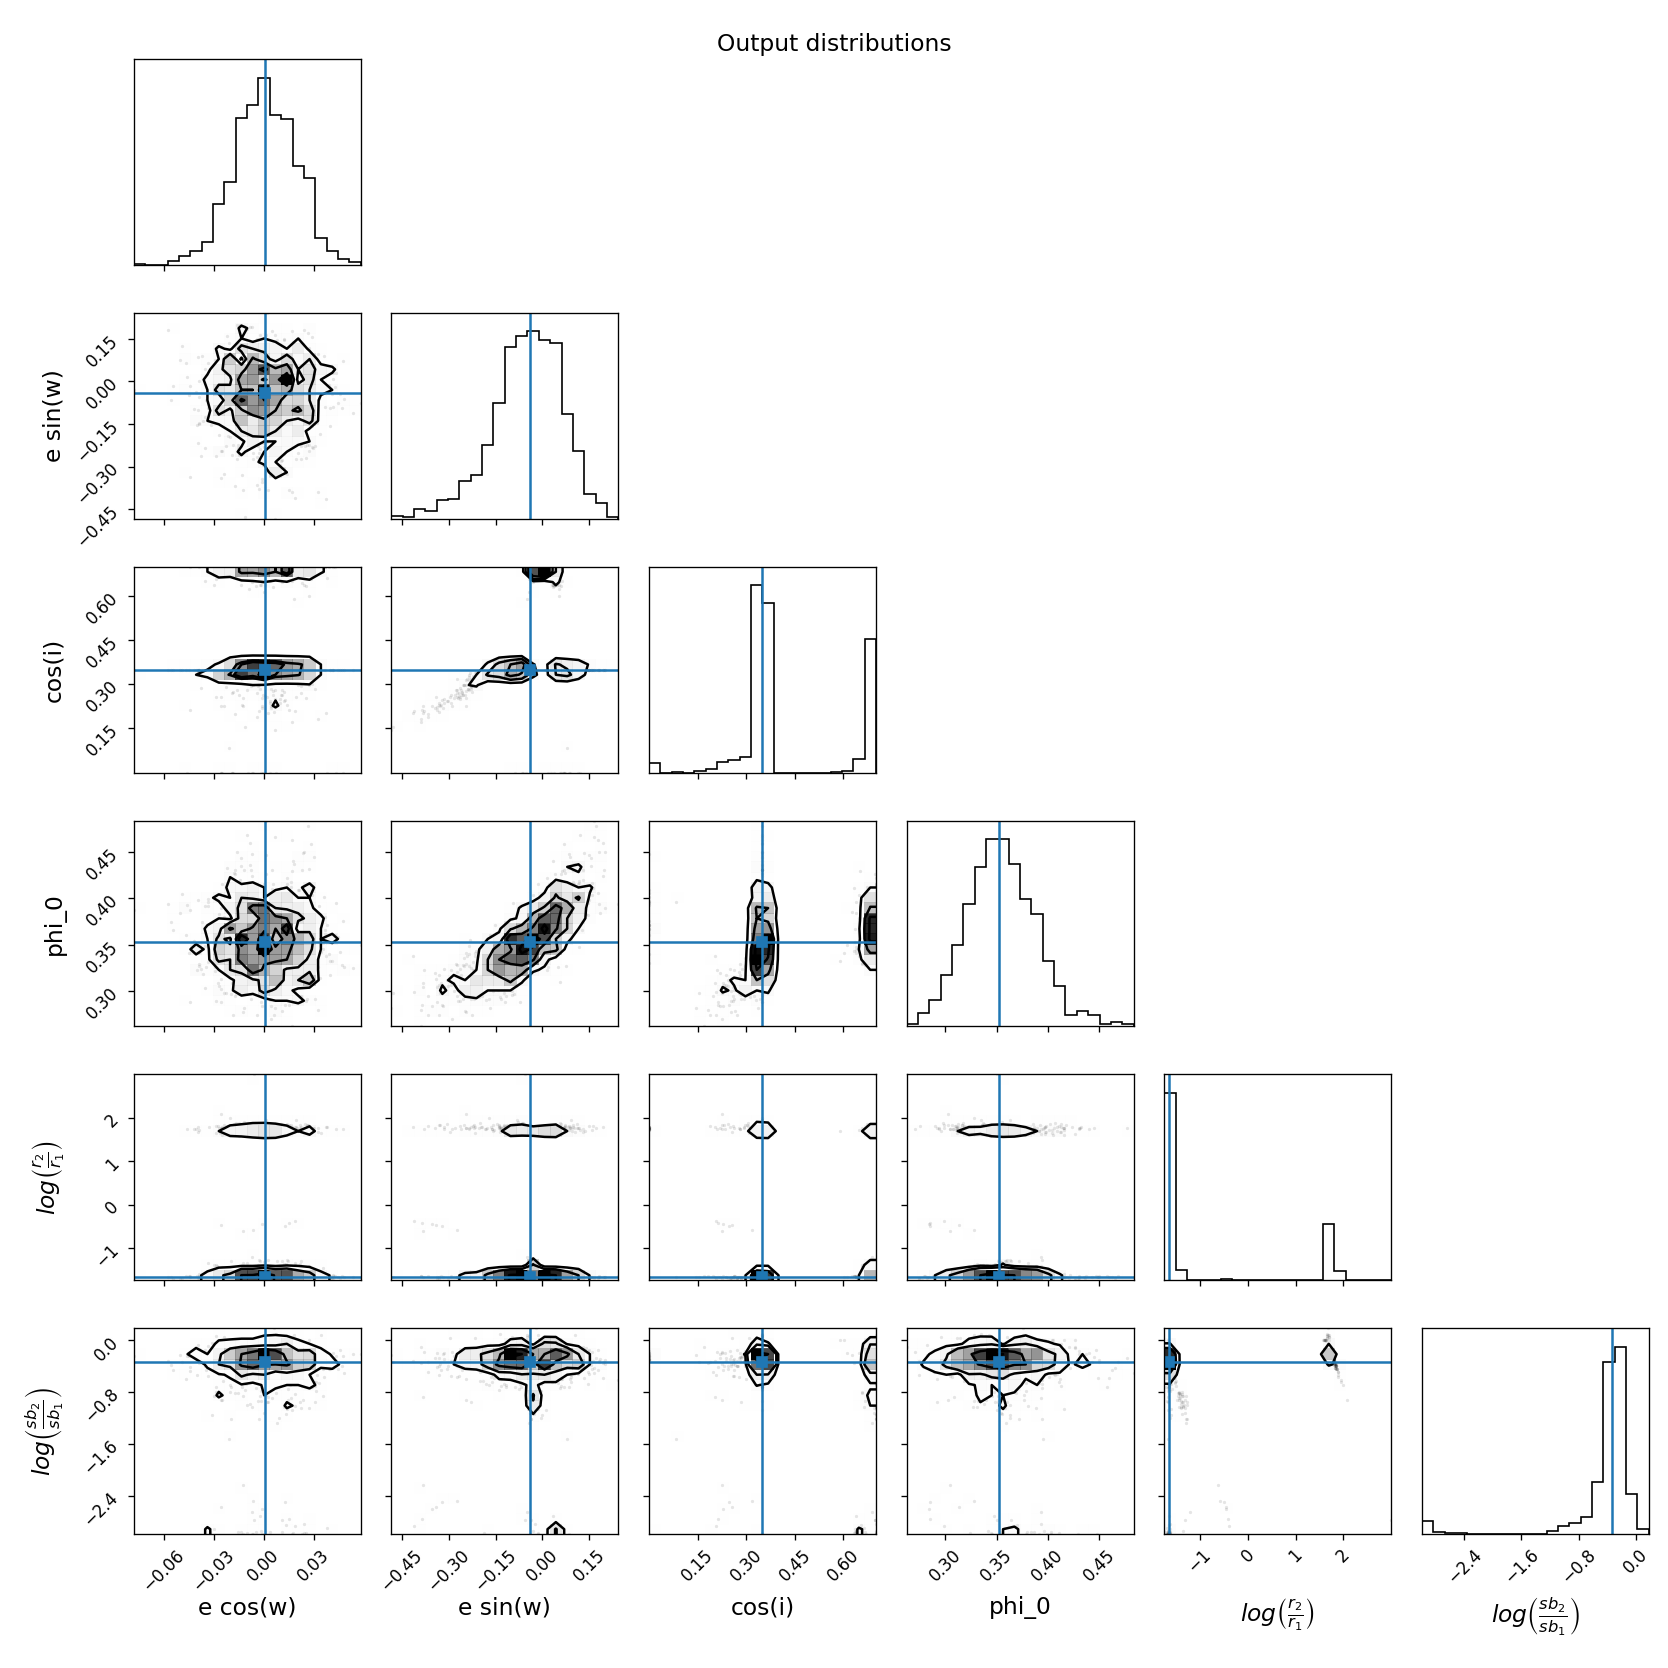 Output distributions
0.15
0.00
−0.15
−0.30
−0.45
e sin(w)
0.60
0.45
0.30
0.15
cos(i)
0.45
0.40
0.35
0.30
phi_0
2
1
0
−1
log(r2/r1)
0.0
−0.8
−1.6
−2.4
log(sb2/sb1)
−0.06 −0.03 0.00 0.03
−0.45 −0.30 −0.15 0.00 0.15
0.15 0.30 0.45 0.60
0.30 0.35 0.40 0.45
−1 0 1 2
−2.4 −1.6 −0.8 0.0
e cos(w) e sin(w) cos(i) phi_0 log(r2/r1) log(sb2/sb1)